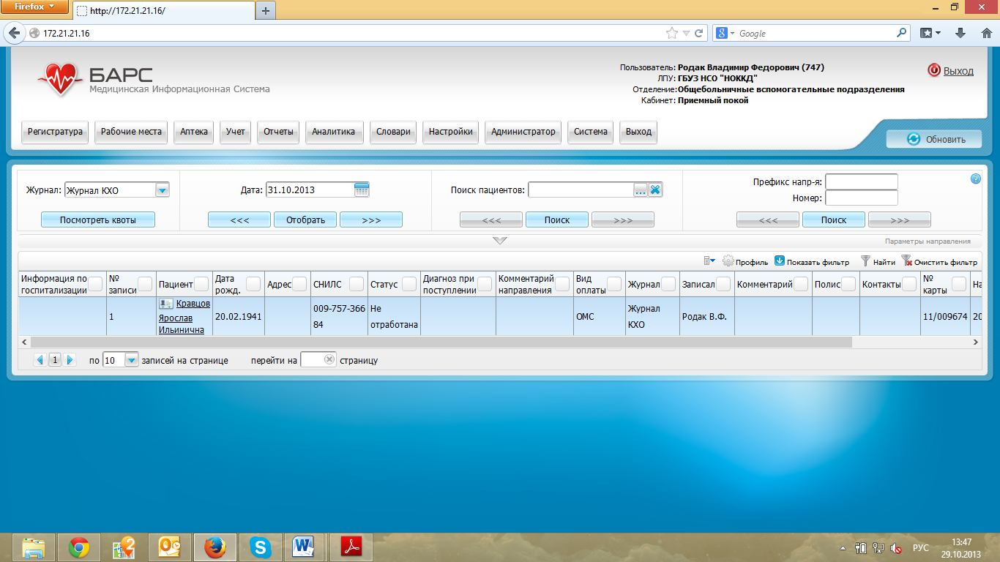 Firefox
http://172.21.21.16/
172.21.21.16
Google
БАРС
Медицинская Информационная Система
Пользователь: Родак Владимир Федорович (747)
ЛПУ: ГБУЗ НСО "НОККД"
Отделение: Общебольничные вспомогательные подразделения
Кабинет: Приемный покой
Выход
Регистратура Рабочие места Аптека Учет Отчеты Аналитика Словари Настройки Администратор Система Выход
Обновить
Журнал: Журнал КХО
Посмотреть квоты
Дата: 31.10.2013
<<< Отобрать >>>
Поиск пациентов: ...
<<< Поиск >>>
Префикс напр-я:
Номер:
<<< Поиск >>>
Параметры направления
Профиль Показать фильтр Найти Очистить фильтр
Информация по госпитализации
№ записи
Пациент
Дата рожд.
Адрес
СНИЛС
Статус
Диагноз при поступлении
Комментарий направления
Вид оплаты
Журнал
Записал
Комментарий
Полис
Контакты
№ карты
На
1
Кравцов
Ярослав
Ильинична
20.02.1941
009-757-366
84
Не
отработана
ОМС
Журнал
КХО
Родак В.Ф.
11/009674
20
1 по 10 записей на странице перейти на страницу
РУС
13:47
29.10.2013